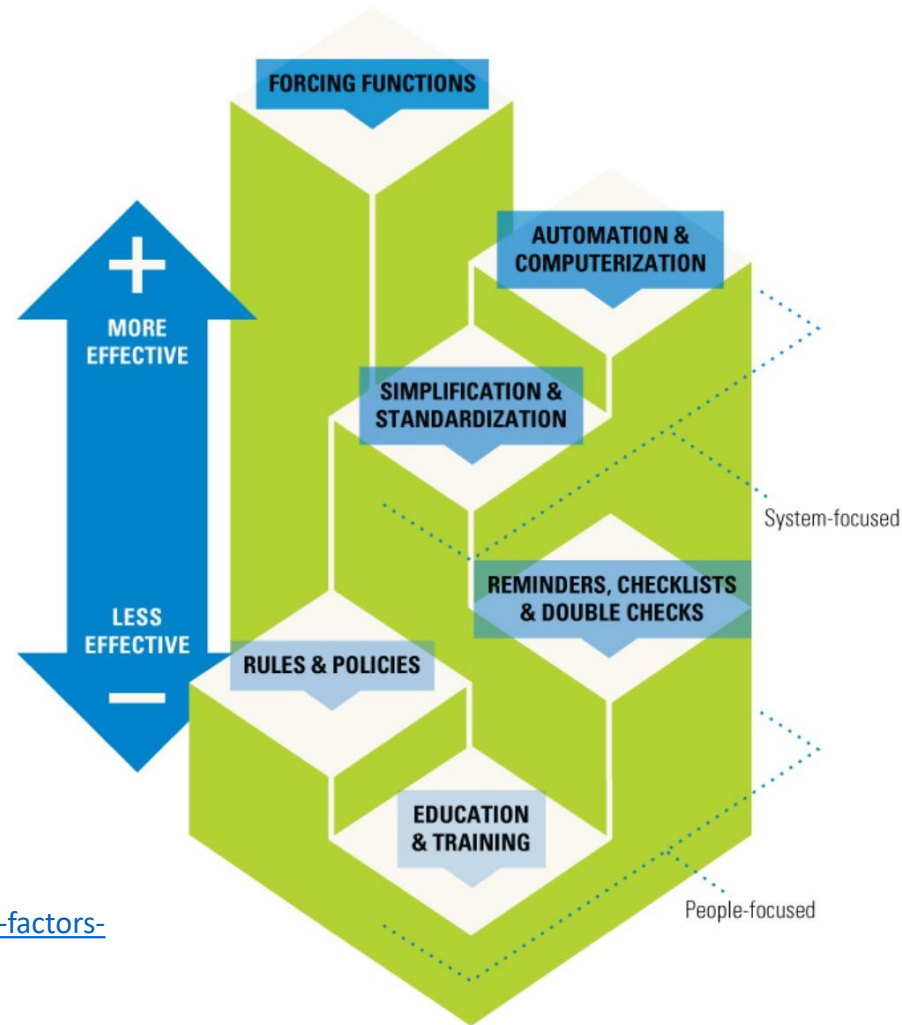 FORCING FUNCTIONS
AUTOMATION &
COMPUTERIZATION
+
MORE
EFFECTIVE
SIMPLIFICATION &
STANDARDIZATION
System-focused
REMINDERS, CHECKLISTS
& DOUBLE CHECKS
LESS
EFFECTIVE
—
RULES & POLICIES
EDUCATION
& TRAINING
People-focused
-factors-